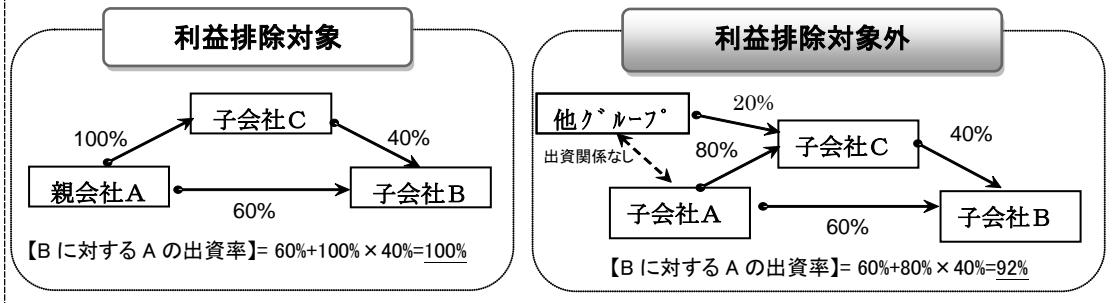 利益排除対象
子会社C
100%
40%
親会社A
子会社B
60%
【B に対する A の出資率】= 60%+100%×40%=100%
利益排除対象外
他ｸﾞﾙｰﾌﾟ
20%
子会社C
40%
出資関係なし
80%
子会社A
子会社B
60%
【B に対する A の出資率】= 60%+80%×40%=92%